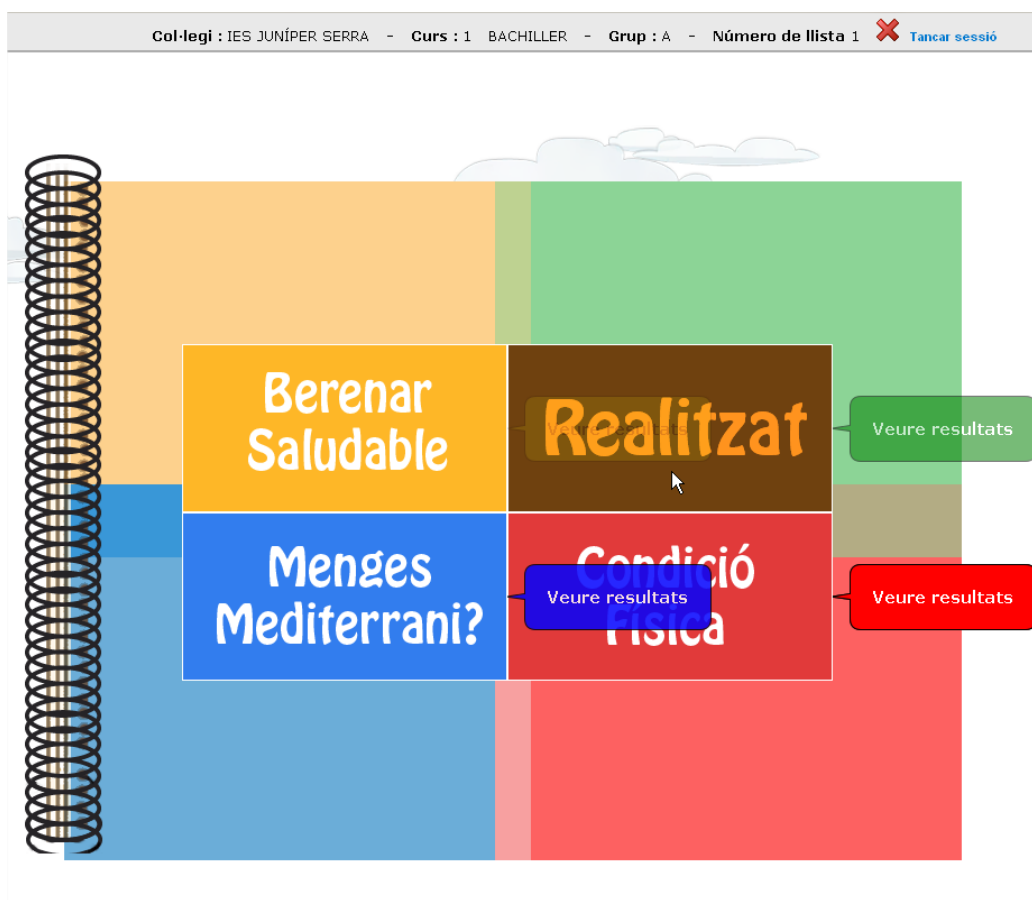 Col·legi : IES JUNÍPER SERRA - Curs : 1 BACHILLER - Grup : A - Número de llista 1 Tancar sessió
Berenar
Saludable
Veure resultats
Realitzat
Veure resultats
Menges
Mediterrani?
Veure resultats
Condició
Física
Veure resultats